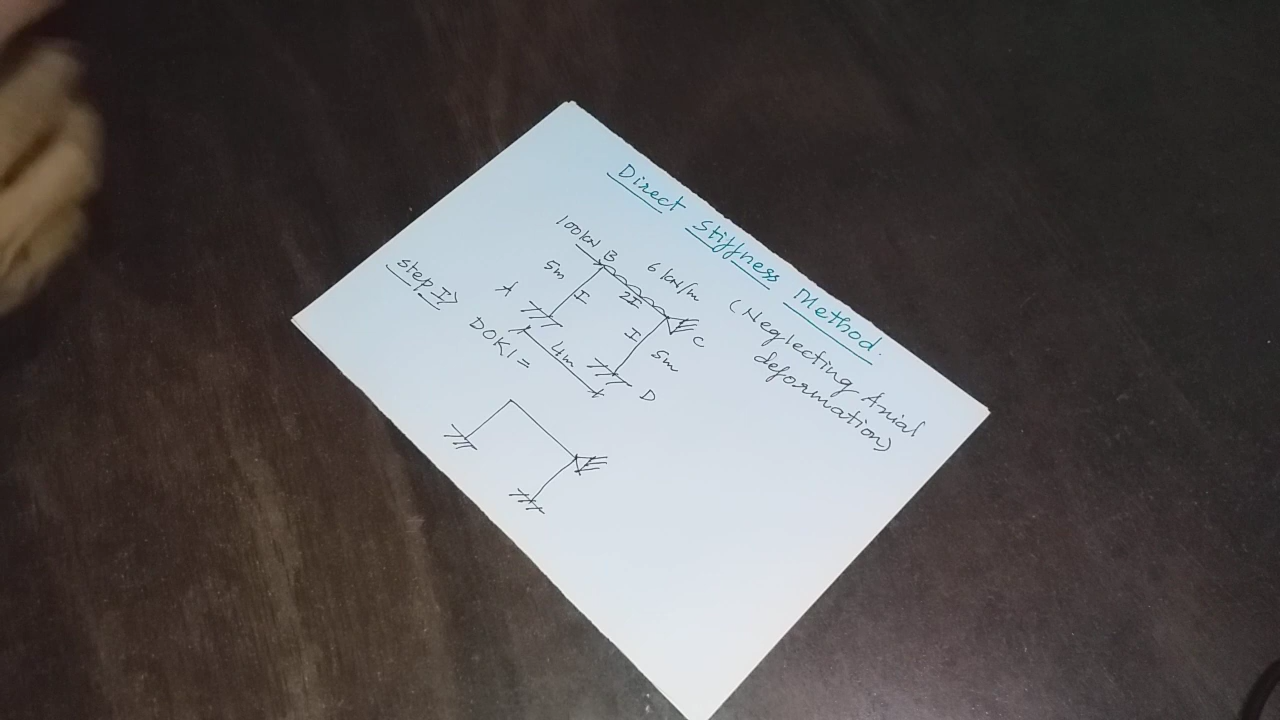 Direct Stiffness Method.
(Neglecting Axial
deformation)
100kN B 6 kN/m
5m I 2I
A I 5m C
4m D
Step I>
DOKI =